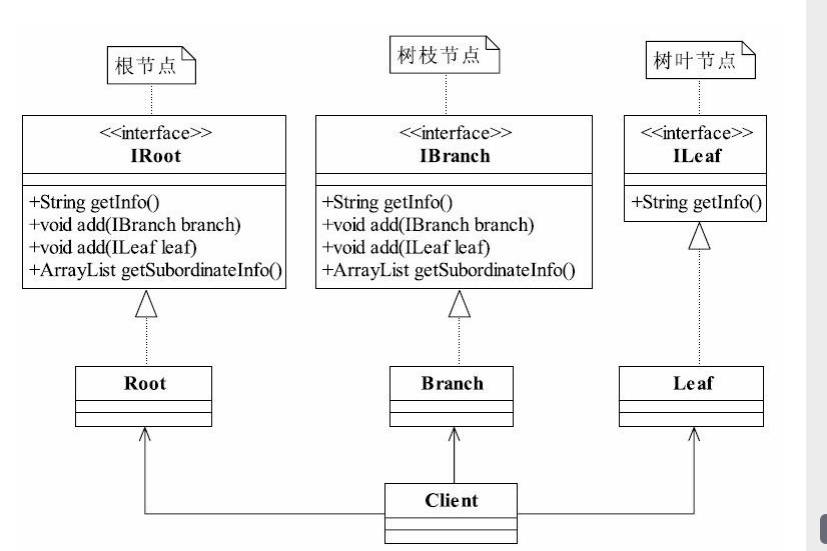 根节点
树枝节点
树叶节点
<<interface>>
IRoot
+String getInfo()
+void add(IBranch branch)
+void add(ILeaf leaf)
+ArrayList getSubordinateInfo()
<<interface>>
IBranch
+String getInfo()
+void add(IBranch branch)
+void add(ILeaf leaf)
+ArrayList getSubordinateInfo()
<<interface>>
ILeaf
+String getInfo()
Root
Branch
Leaf
Client